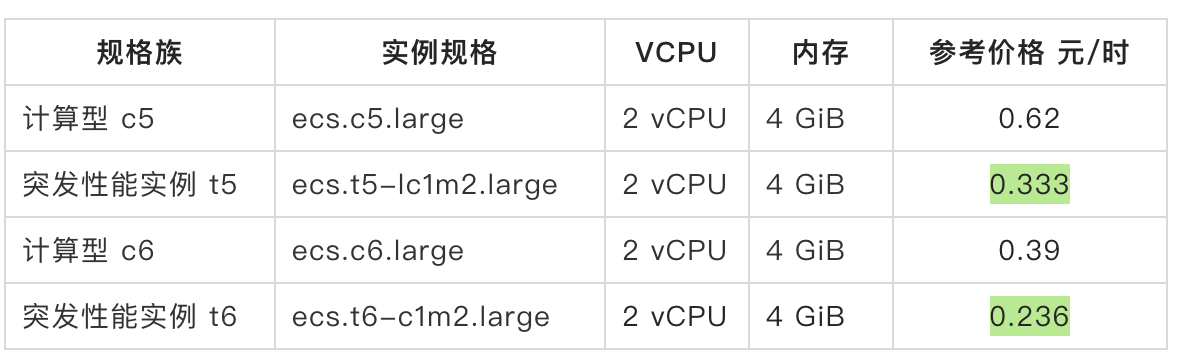 规格族 实例规格 VCPU 内存 参考价格 元/时
计算型 c5 ecs.c5.large 2 vCPU 4 GiB 0.62
突发性能实例 t5 ecs.t5-lc1m2.large 2 vCPU 4 GiB 0.333
计算型 c6 ecs.c6.large 2 vCPU 4 GiB 0.39
突发性能实例 t6 ecs.t6-c1m2.large 2 vCPU 4 GiB 0.236